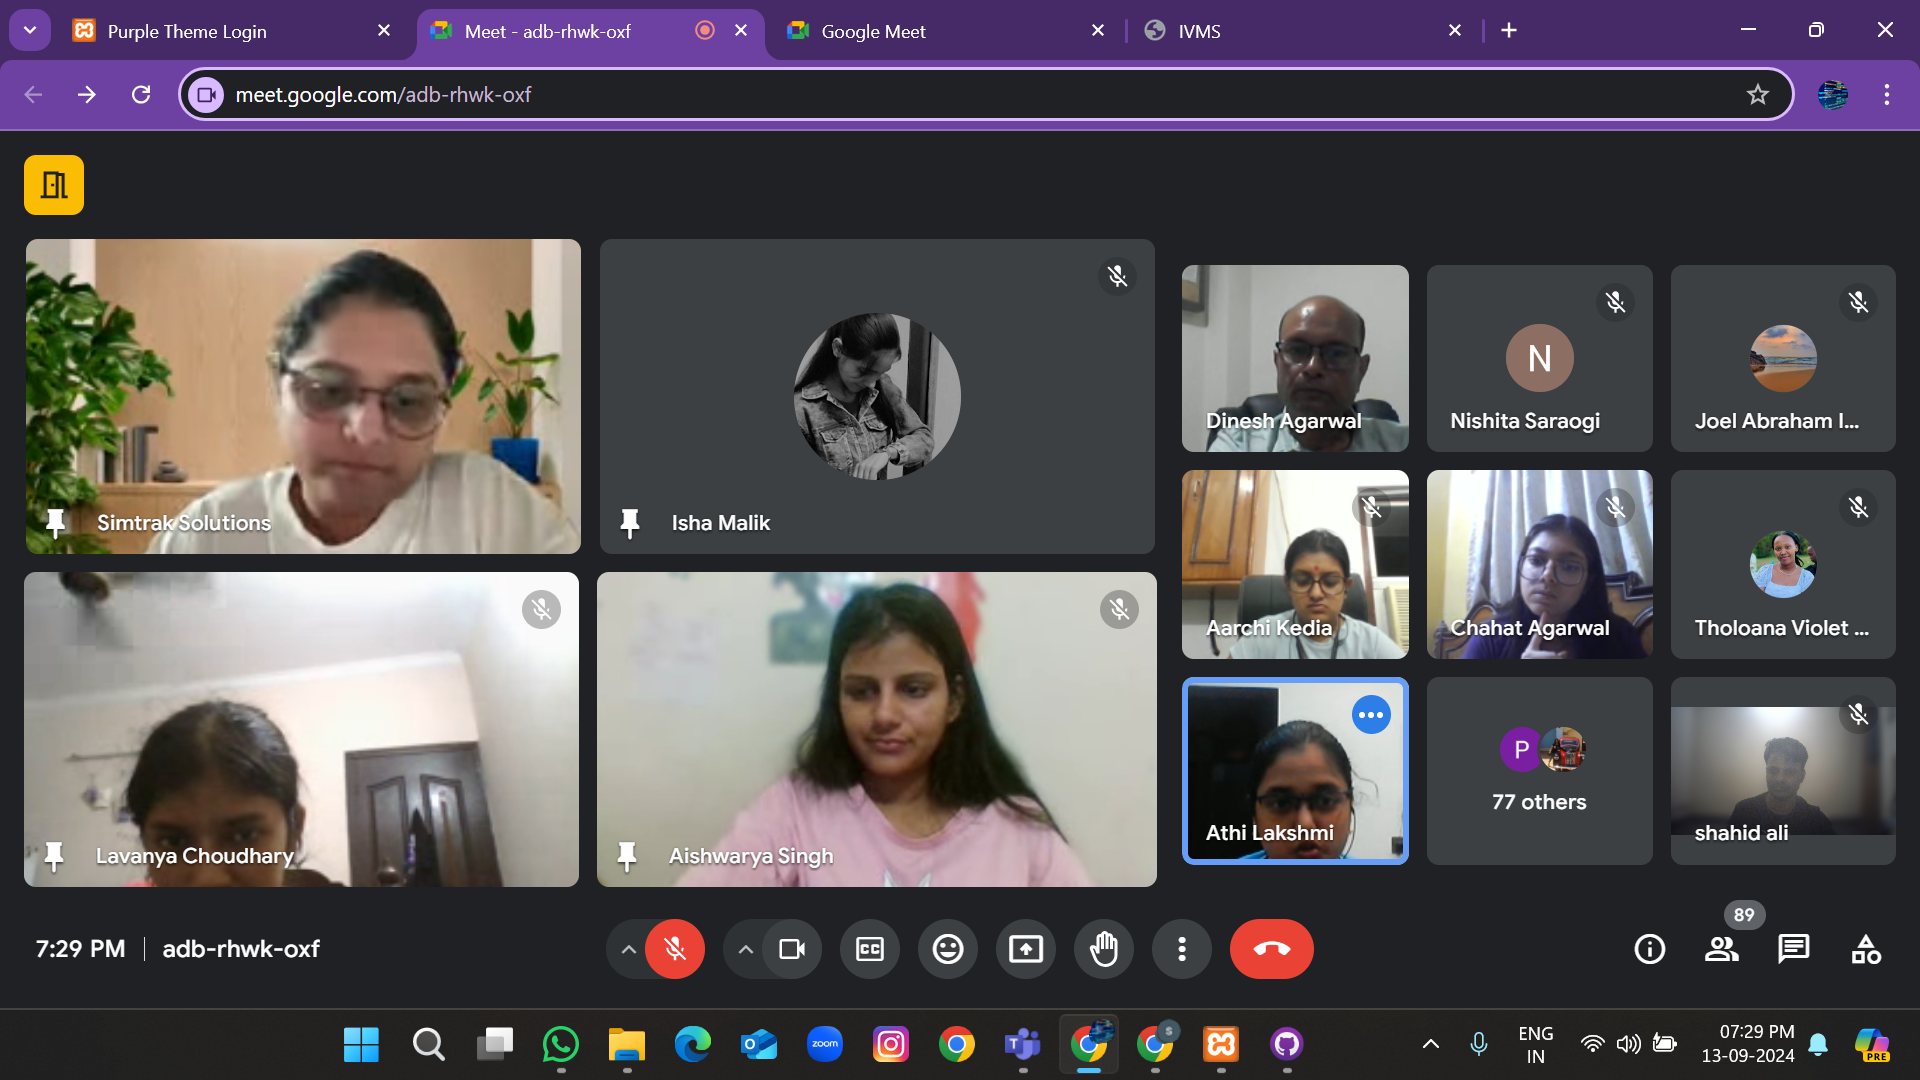 Purple Theme Login
Meet - adb-rhwk-oxf
Google Meet
IVMS
meet.google.com/adb-rhwk-oxf
Simtrak Solutions
Isha Malik
Dinesh Agarwal
N
Nishita Saraogi
Joel Abraham I...
Aarchi Kedia
Chahat Agarwal
Tholoana Violet ...
Lavanya Choudhary
Aishwarya Singh
Athi Lakshmi
P
77 others
shahid ali
7:29 PM
adb-rhwk-oxf
CC
89
zoom
T
S
ENG
IN
07:29 PM
13-09-2024
PRE